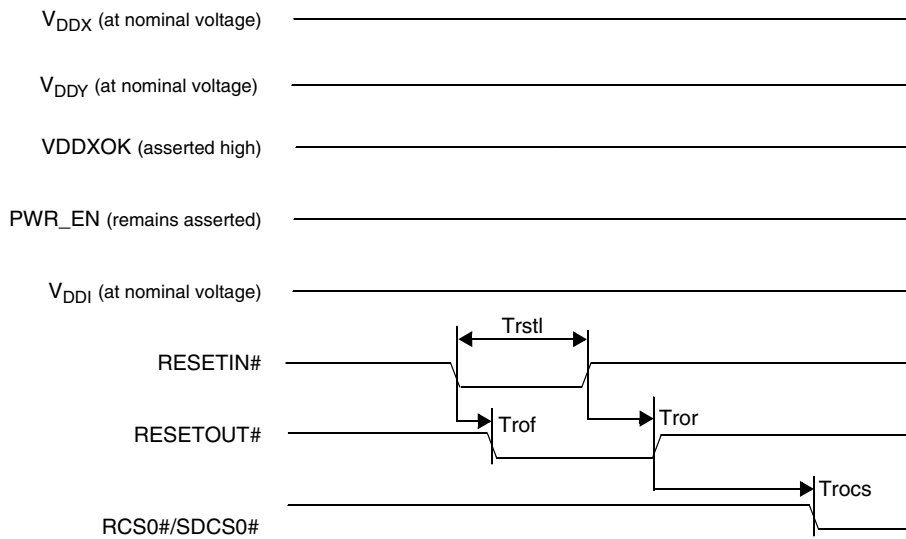 VDDX (at nominal voltage)
VDDY (at nominal voltage)
VDDXOK (asserted high)
PWR_EN (remains asserted)
VDDI (at nominal voltage)
Trstl
RESETIN#
Trof
Tror
RESETOUT#
Trocs
RCS0#/SDCS0#